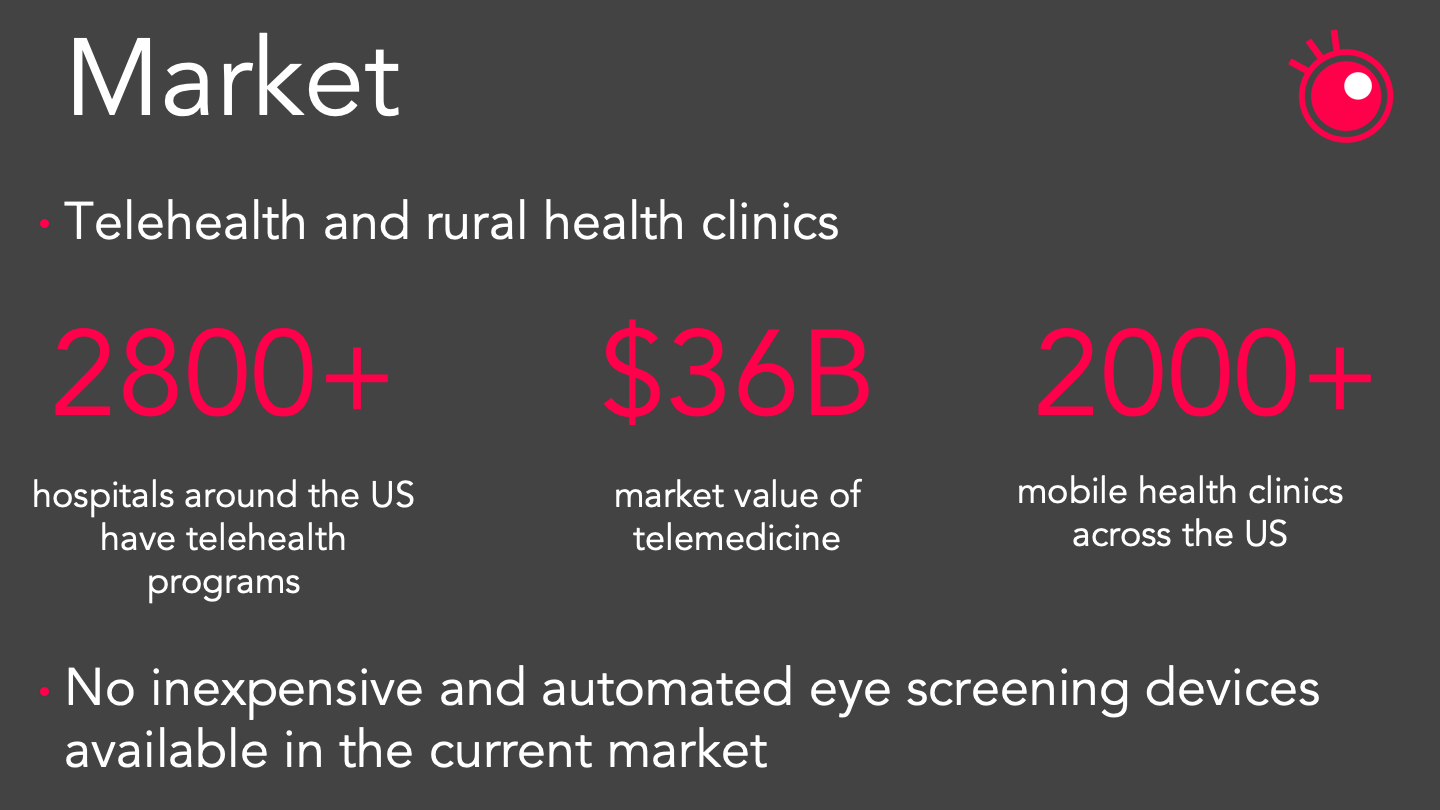 Market
• Telehealth and rural health clinics
2800+
hospitals around the US
have telehealth
programs
$36B
market value of
telemedicine
2000+
mobile health clinics
across the US
• No inexpensive and automated eye screening devices
available in the current market